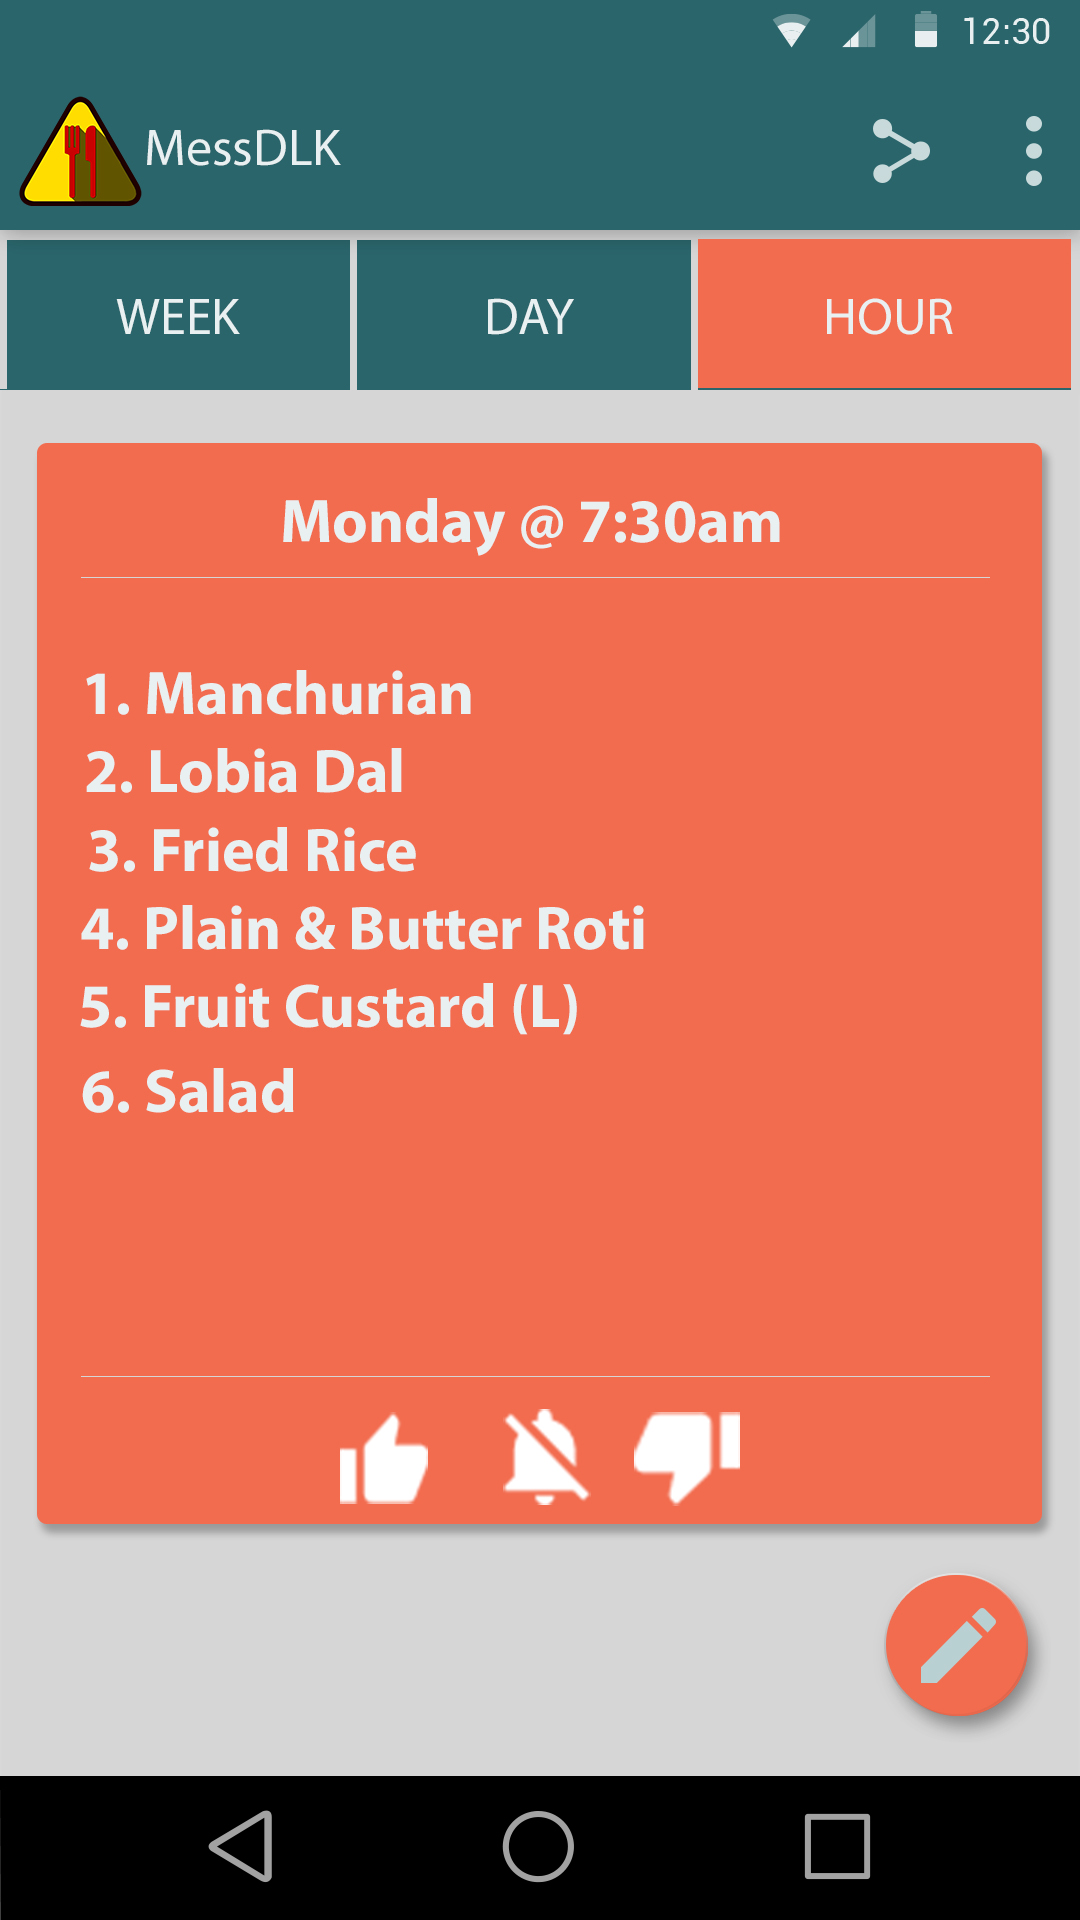 12:30
MessDLK
WEEK DAY HOUR
Monday @ 7:30am
1. Manchurian
2. Lobia Dal
3. Fried Rice
4. Plain & Butter Roti
5. Fruit Custard (L)
6. Salad